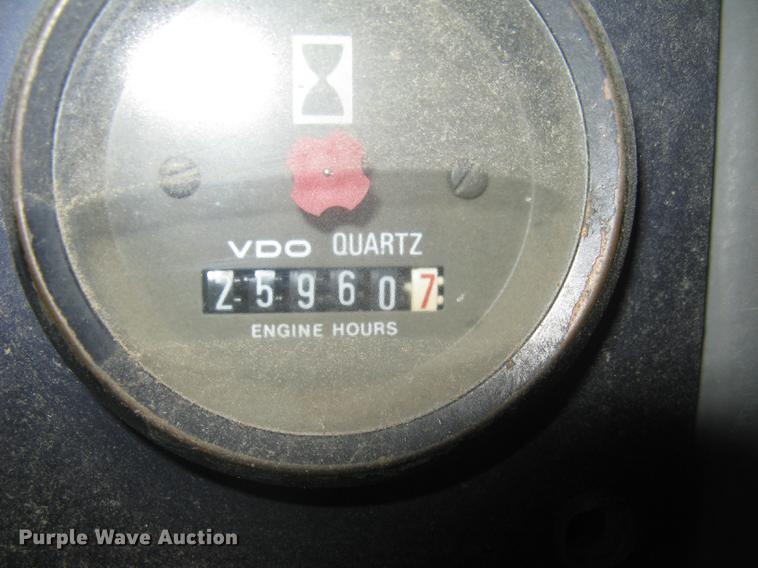 VDO QUARTZ
259607
ENGINE HOURS
Purple Wave Auction